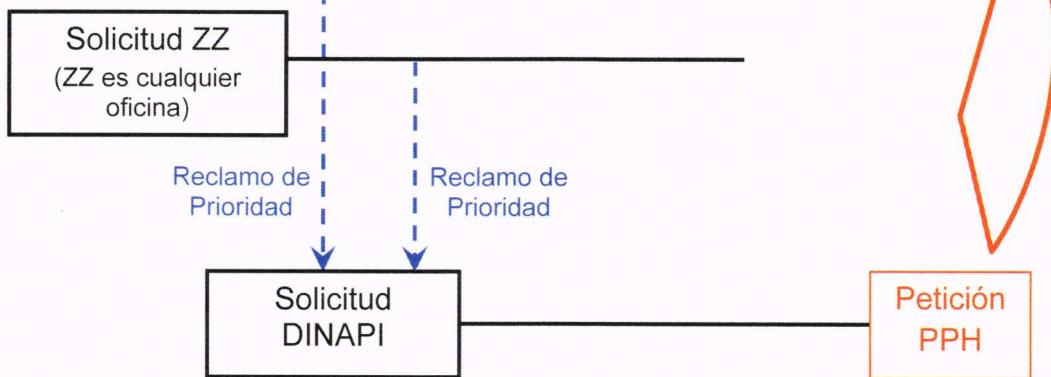 Solicitud ZZ
(ZZ es cualquier
oficina)
Reclamo de
Prioridad
Reclamo de
Prioridad
Solicitud
DINAPI
Petición
PPH